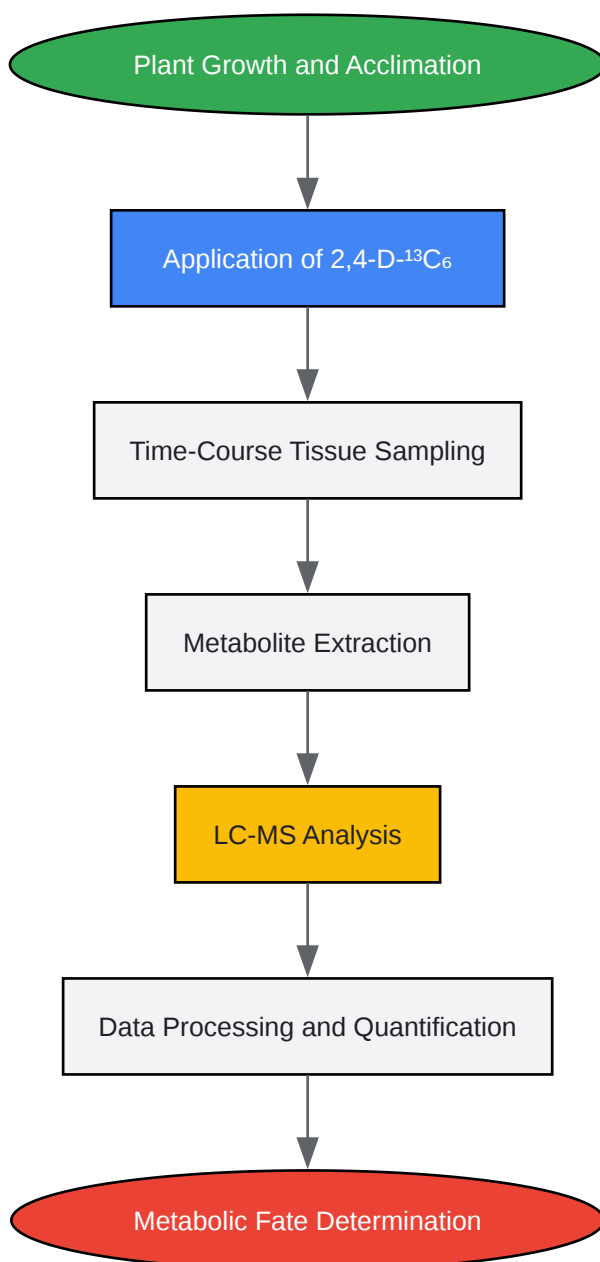 Plant Growth and Acclimation
Application of 2,4-D-¹³C₆
Time-Course Tissue Sampling
Metabolite Extraction
LC-MS Analysis
Data Processing and Quantification
Metabolic Fate Determination